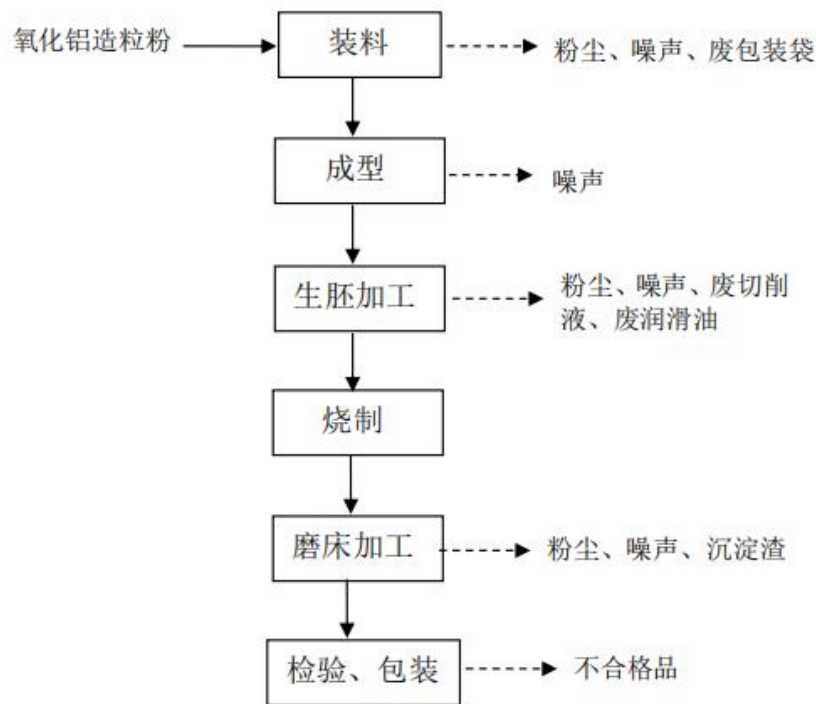 氧化铝造粒粉
装料
粉尘、噪声、废包装袋
成型
噪声
生胚加工
粉尘、噪声、废切削
液、废润滑油
烧制
磨床加工
粉尘、噪声、沉淀渣
检验、包装
不合格品